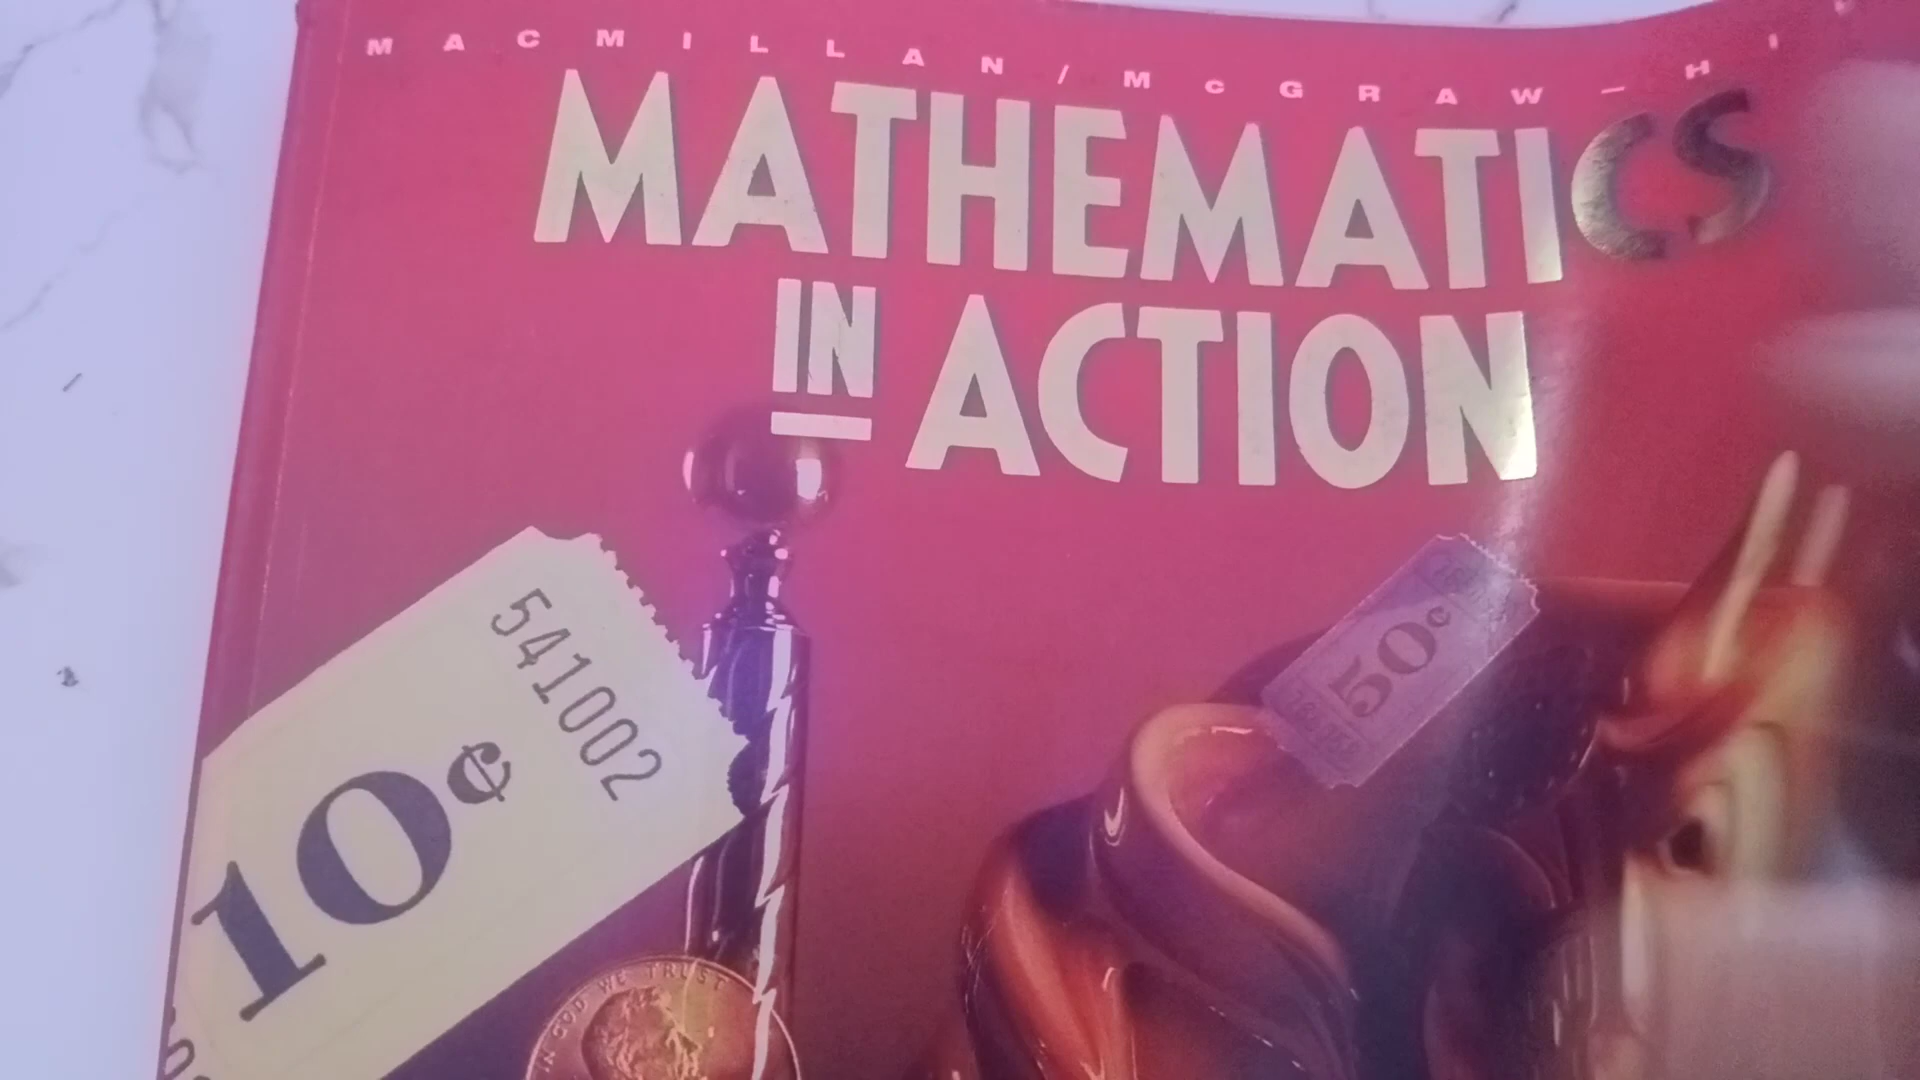 MACMILLAN/McGRAW-HI
MATHEMATICS
IN ACTION
541002
10¢
50¢
IN GOD WE TRUST